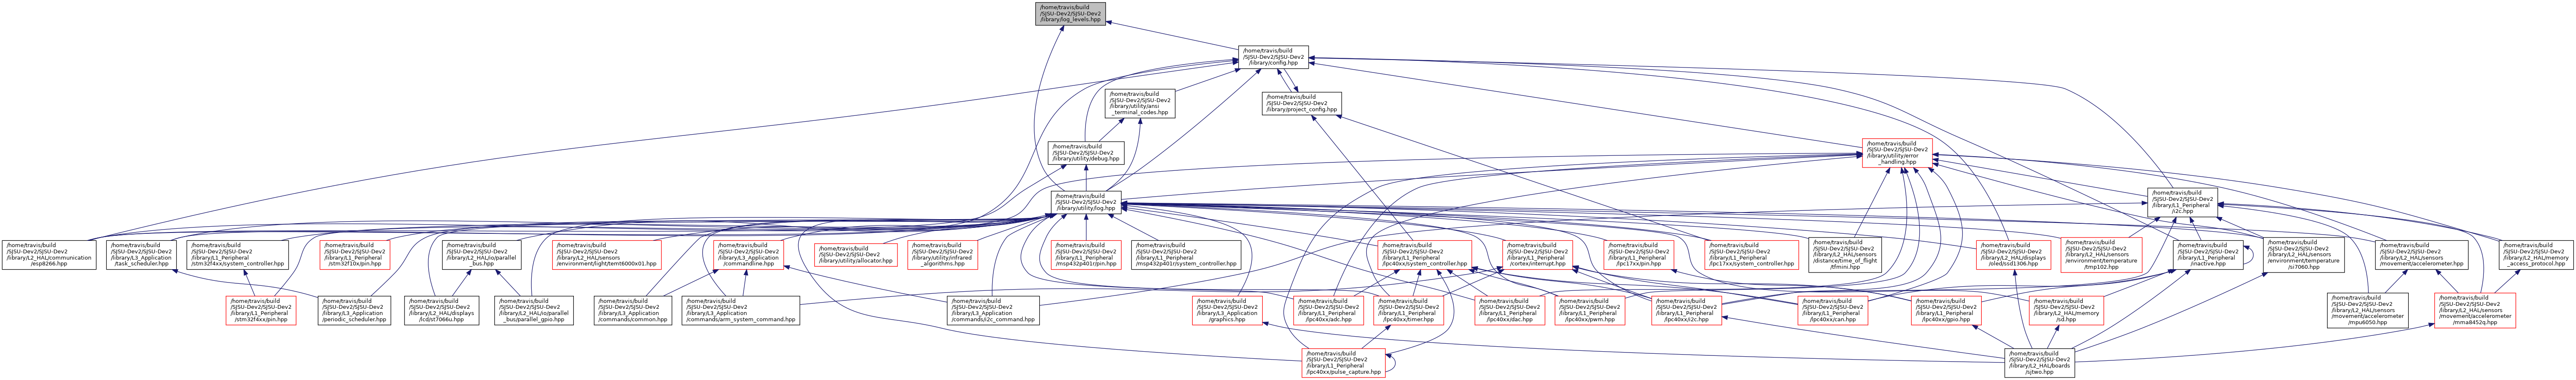 /home/travis/build
/SJSU-Dev2/SJSU-Dev2
/library/log_levels.hpp
/home/travis/build
/SJSU-Dev2/SJSU-Dev2
/library/config.hpp
/home/travis/build
/SJSU-Dev2/SJSU-Dev2
/library/utility/ansi
_terminal_codes.hpp
/home/travis/build
/SJSU-Dev2/SJSU-Dev2
/library/project_config.hpp
/home/travis/build
/SJSU-Dev2/SJSU-Dev2
/library/utility/debug.hpp
/home/travis/build
/SJSU-Dev2/SJSU-Dev2
/library/utility/error
_handling.hpp
/home/travis/build
/SJSU-Dev2/SJSU-Dev2
/library/utility/log.hpp
/home/travis/build
/SJSU-Dev2/SJSU-Dev2
/library/L1_Peripheral
/i2c.hpp
/home/travis/build
/SJSU-Dev2/SJSU-Dev2
/library/L2_HAL/communication
/esp8266.hpp
/home/travis/build
/SJSU-Dev2/SJSU-Dev2
/library/L3_Application
/task_scheduler.hpp
/home/travis/build
/SJSU-Dev2/SJSU-Dev2
/library/L1_Peripheral
/stm32f4xx/system_controller.hpp
/home/travis/build
/SJSU-Dev2/SJSU-Dev2
/library/L1_Peripheral
/stm32f10x/pin.hpp
/home/travis/build
/SJSU-Dev2/SJSU-Dev2
/library/L2_HAL/io/parallel
_bus.hpp
/home/travis/build
/SJSU-Dev2/SJSU-Dev2
/library/L2_HAL/sensors
/environment/light/temt6000x01.hpp
/home/travis/build
/SJSU-Dev2/SJSU-Dev2
/library/L3_Application
/commandline.hpp
/home/travis/build
/SJSU-Dev2/SJSU-Dev2
/library/utility/allocator.hpp
/home/travis/build
/SJSU-Dev2/SJSU-Dev2
/library/utility/infrared
_algorithms.hpp
/home/travis/build
/SJSU-Dev2/SJSU-Dev2
/library/L1_Peripheral
/msp432p401r/pin.hpp
/home/travis/build
/SJSU-Dev2/SJSU-Dev2
/library/L1_Peripheral
/msp432p401r/system_controller.hpp
/home/travis/build
/SJSU-Dev2/SJSU-Dev2
/library/L1_Peripheral
/lpc40xx/system_controller.hpp
/home/travis/build
/SJSU-Dev2/SJSU-Dev2
/library/L1_Peripheral
/cortex/interrupt.hpp
/home/travis/build
/SJSU-Dev2/SJSU-Dev2
/library/L1_Peripheral
/lpc17xx/pin.hpp
/home/travis/build
/SJSU-Dev2/SJSU-Dev2
/library/L1_Peripheral
/lpc17xx/system_controller.hpp
/home/travis/build
/SJSU-Dev2/SJSU-Dev2
/library/L2_HAL/sensors
/distance/time_of_flight
/tfmini.hpp
/home/travis/build
/SJSU-Dev2/SJSU-Dev2
/library/L2_HAL/displays
/oled/ssd1306.hpp
/home/travis/build
/SJSU-Dev2/SJSU-Dev2
/library/L2_HAL/sensors
/environment/temperature
/tmp102.hpp
/home/travis/build
/SJSU-Dev2/SJSU-Dev2
/library/L1_Peripheral
/inactive.hpp
/home/travis/build
/SJSU-Dev2/SJSU-Dev2
/library/L2_HAL/sensors
/environment/temperature
/si7060.hpp
/home/travis/build
/SJSU-Dev2/SJSU-Dev2
/library/L2_HAL/sensors
/movement/accelerometer.hpp
/home/travis/build
/SJSU-Dev2/SJSU-Dev2
/library/L2_HAL/memory
_access_protocol.hpp
/home/travis/build
/SJSU-Dev2/SJSU-Dev2
/library/L1_Peripheral
/stm32f4xx/pin.hpp
/home/travis/build
/SJSU-Dev2/SJSU-Dev2
/library/L3_Application
/periodic_scheduler.hpp
/home/travis/build
/SJSU-Dev2/SJSU-Dev2
/library/L2_HAL/displays
/lcd/st7066u.hpp
/home/travis/build
/SJSU-Dev2/SJSU-Dev2
/library/L2_HAL/io/parallel
_bus/parallel_gpio.hpp
/home/travis/build
/SJSU-Dev2/SJSU-Dev2
/library/L3_Application
/commands/common.hpp
/home/travis/build
/SJSU-Dev2/SJSU-Dev2
/library/L3_Application
/commands/arm_system_command.hpp
/home/travis/build
/SJSU-Dev2/SJSU-Dev2
/library/L3_Application
/commands/i2c_command.hpp
/home/travis/build
/SJSU-Dev2/SJSU-Dev2
/library/L3_Application
/graphics.hpp
/home/travis/build
/SJSU-Dev2/SJSU-Dev2
/library/L1_Peripheral
/lpc40xx/adc.hpp
/home/travis/build
/SJSU-Dev2/SJSU-Dev2
/library/L1_Peripheral
/lpc40xx/timer.hpp
/home/travis/build
/SJSU-Dev2/SJSU-Dev2
/library/L1_Peripheral
/lpc40xx/dac.hpp
/home/travis/build
/SJSU-Dev2/SJSU-Dev2
/library/L1_Peripheral
/lpc40xx/pwm.hpp
/home/travis/build
/SJSU-Dev2/SJSU-Dev2
/library/L1_Peripheral
/lpc40xx/i2c.hpp
/home/travis/build
/SJSU-Dev2/SJSU-Dev2
/library/L1_Peripheral
/lpc40xx/can.hpp
/home/travis/build
/SJSU-Dev2/SJSU-Dev2
/library/L1_Peripheral
/lpc40xx/gpio.hpp
/home/travis/build
/SJSU-Dev2/SJSU-Dev2
/library/L2_HAL/memory
/sd.hpp
/home/travis/build
/SJSU-Dev2/SJSU-Dev2
/library/L2_HAL/sensors
/movement/accelerometer
/mpu6050.hpp
/home/travis/build
/SJSU-Dev2/SJSU-Dev2
/library/L2_HAL/sensors
/movement/accelerometer
/mma8452q.hpp
/home/travis/build
/SJSU-Dev2/SJSU-Dev2
/library/L1_Peripheral
/lpc40xx/pulse_capture.hpp
/home/travis/build
/SJSU-Dev2/SJSU-Dev2
/library/L2_HAL/boards
/sjtwo.hpp